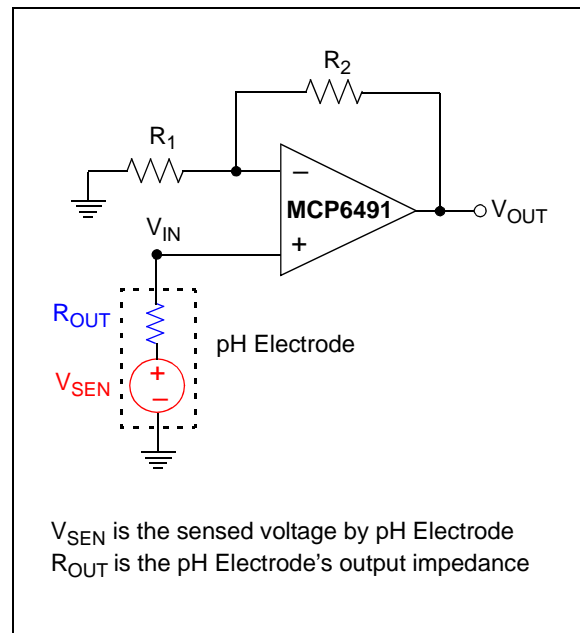 R2
R1
−
MCP6491
VOUT
VIN
+
ROUT
pH Electrode
VSEN
+
−
VSEN is the sensed voltage by pH Electrode
ROUT is the pH Electrode's output impedance